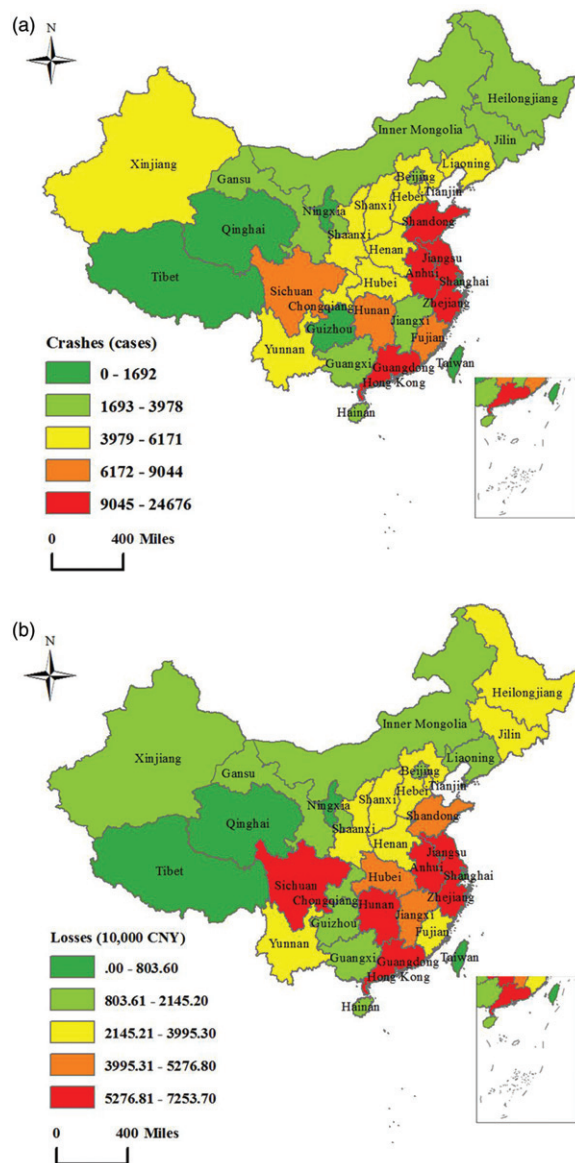 (a)
N
Heilongjiang
Inner Mongolia
Jilin
Xinjiang
Liaoning
Beijing
Gansu
Tianjin
Hebei
Ningxia
Shanxi
Shandong
Qinghai
Shaanxi
Henan
Jiangsu
Tibet
Anhui
Shanghai
Sichuan
Hubei
Chongqing
Zhejiang
Hunan
Jiangxi
Guizhou
Fujian
Yunnan
Guangxi
Guangdong
Taiwan
Hong Kong
Hainan
Crashes (cases)
0 - 1692
1693 - 3978
3979 - 6171
6172 - 9044
9045 - 24676
0 400 Miles
(b)
N
Heilongjiang
Inner Mongolia
Jilin
Xinjiang
Liaoning
Beijing
Gansu
Tianjin
Hebei
Ningxia
Shanxi
Shandong
Qinghai
Shaanxi
Henan
Jiangsu
Tibet
Anhui
Shanghai
Sichuan
Hubei
Chongqing
Zhejiang
Hunan
Jiangxi
Guizhou
Fujian
Yunnan
Guangxi
Guangdong
Taiwan
Hong Kong
Hainan
Losses (10,000 CNY)
.00 - 803.60
803.61 - 2145.20
2145.21 - 3995.30
3995.31 - 5276.80
5276.81 - 7253.70
0 400 Miles